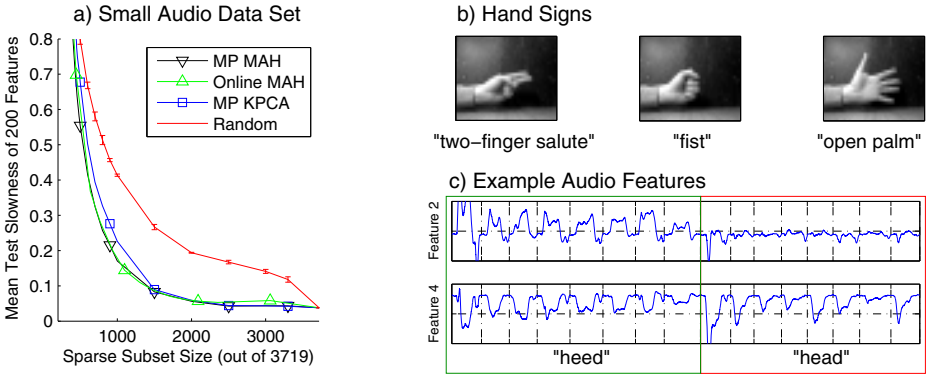 a) Small Audio Data Set
Mean Test Slowness of 200 Features
0.8
0.7
0.6
0.5
0.4
0.3
0.2
0.1
0
MP MAH
Online MAH
MP KPCA
Random
1000
2000
3000
Sparse Subset Size (out of 3719)
b) Hand Signs
"two−finger salute"
"fist"
"open palm"
c) Example Audio Features
Feature 2
Feature 4
"heed"
"head"